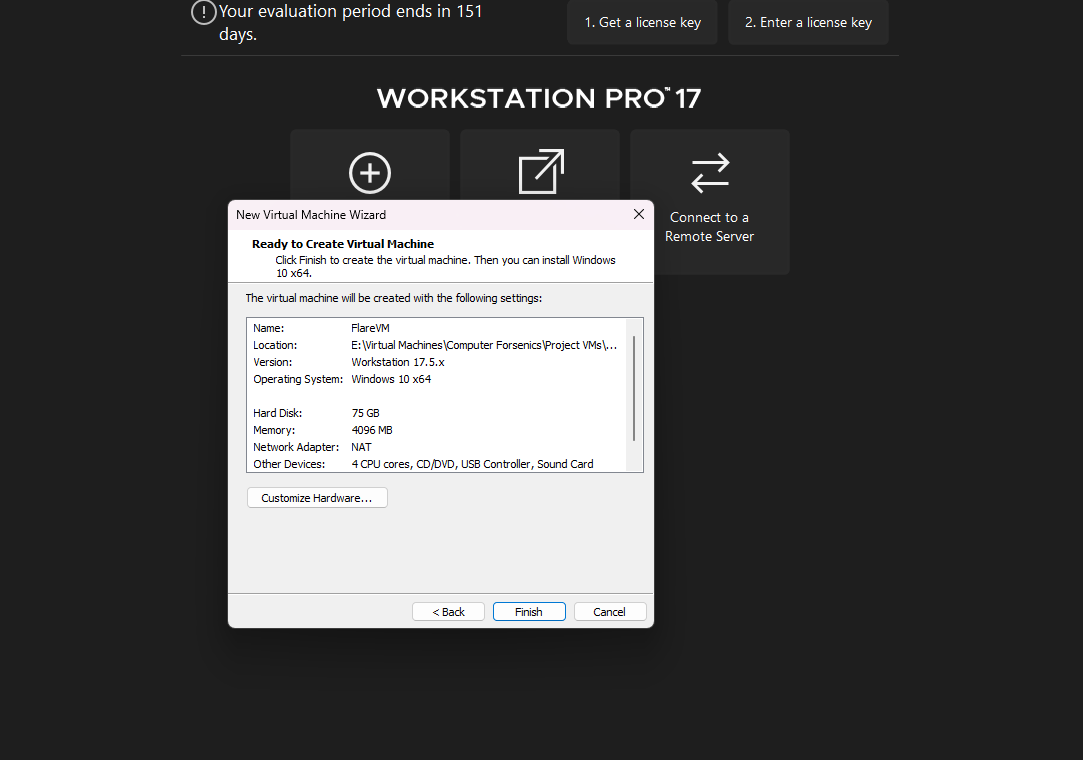 Your evaluation period ends in 151
days.
1. Get a license key
2. Enter a license key
WORKSTATION PRO™ 17
Connect to a
Remote Server
New Virtual Machine Wizard
Ready to Create Virtual Machine
Click Finish to create the virtual machine. Then you can install Windows
10 x64.
The virtual machine will be created with the following settings:
Name: FlareVM
Location: E:\Virtual Machines\Computer Forsenics\Project VMs\...
Version: Workstation 17.5.x
Operating System: Windows 10 x64
Hard Disk: 75 GB
Memory: 4096 MB
Network Adapter: NAT
Other Devices: 4 CPU cores, CD/DVD, USB Controller, Sound Card
Customize Hardware...
< Back
Finish
Cancel